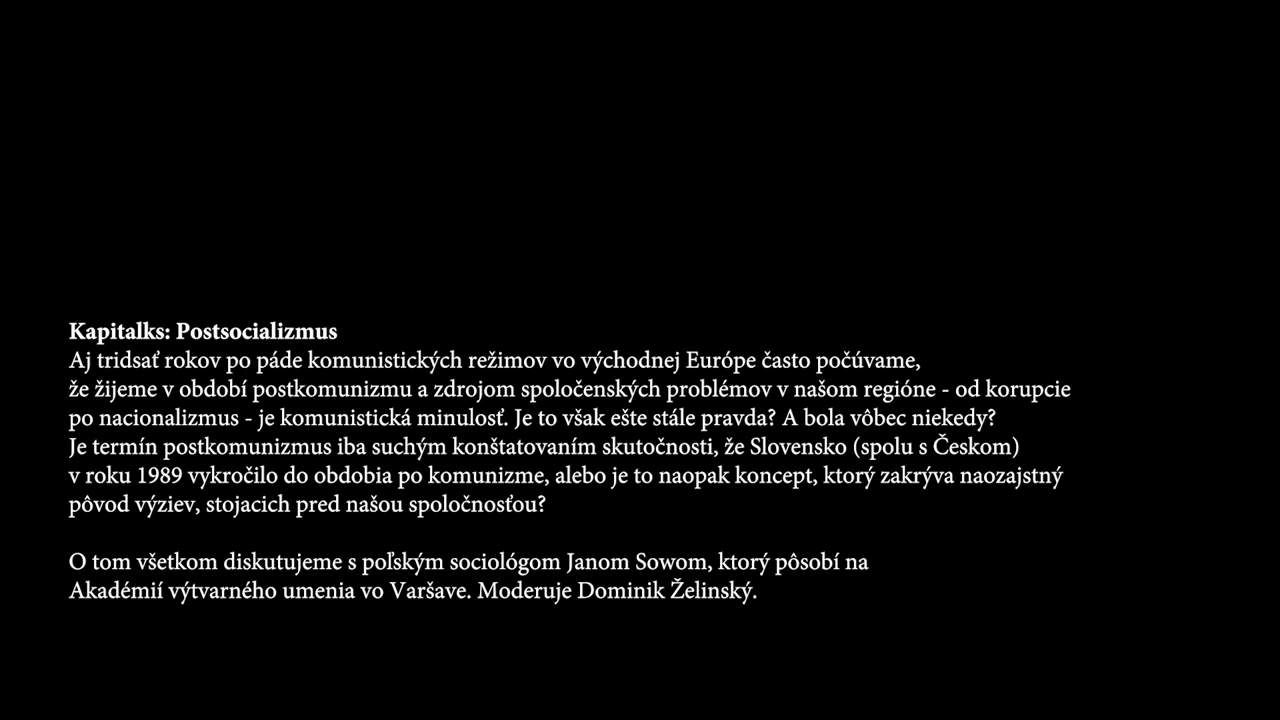 Kapitalks: Postsocializmus
Aj tridsať rokov po páde komunistických režimov vo východnej Európe často počúvame,
že žijeme v období postkomunizmu a zdrojom spoločenských problémov v našom regióne - od korupcie
po nacionalizmus - je komunistická minulosť. Je to však ešte stále pravda? A bola vôbec niekedy?
Je termín postkomunizmus iba suchým konštatovaním skutočnosti, že Slovensko (spolu s Českom)
v roku 1989 vykročilo do obdobia po komunizme, alebo je to naopak koncept, ktorý zakrýva naozajstný
pôvod výziev, stojacich pred našou spoločnosťou?
O tom všetkom diskutujeme s poľským sociológom Janom Sowom, ktorý pôsobí na
Akadémií výtvarného umenia vo Varšave. Moderuje Dominik Želinský.